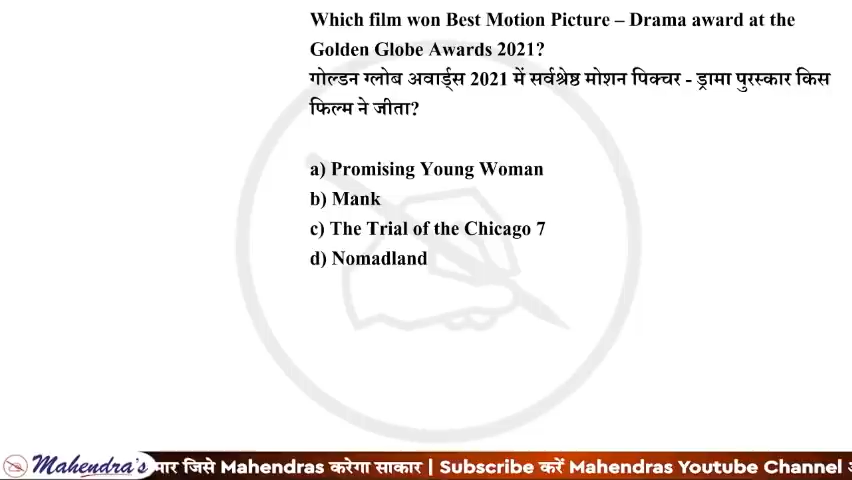 Which film won Best Motion Picture – Drama award at the
Golden Globe Awards 2021?
गोल्डन ग्लोब अवार्ड्स 2021 में सर्वश्रेष्ठ मोशन पिक्चर - ड्रामा पुरस्कार किस
फिल्म ने जीता?
a) Promising Young Woman
b) Mank
c) The Trial of the Chicago 7
d) Nomadland
Mahendra's जिसे Mahendras करेगा साकार | Subscribe करें Mahendras Youtube Channel